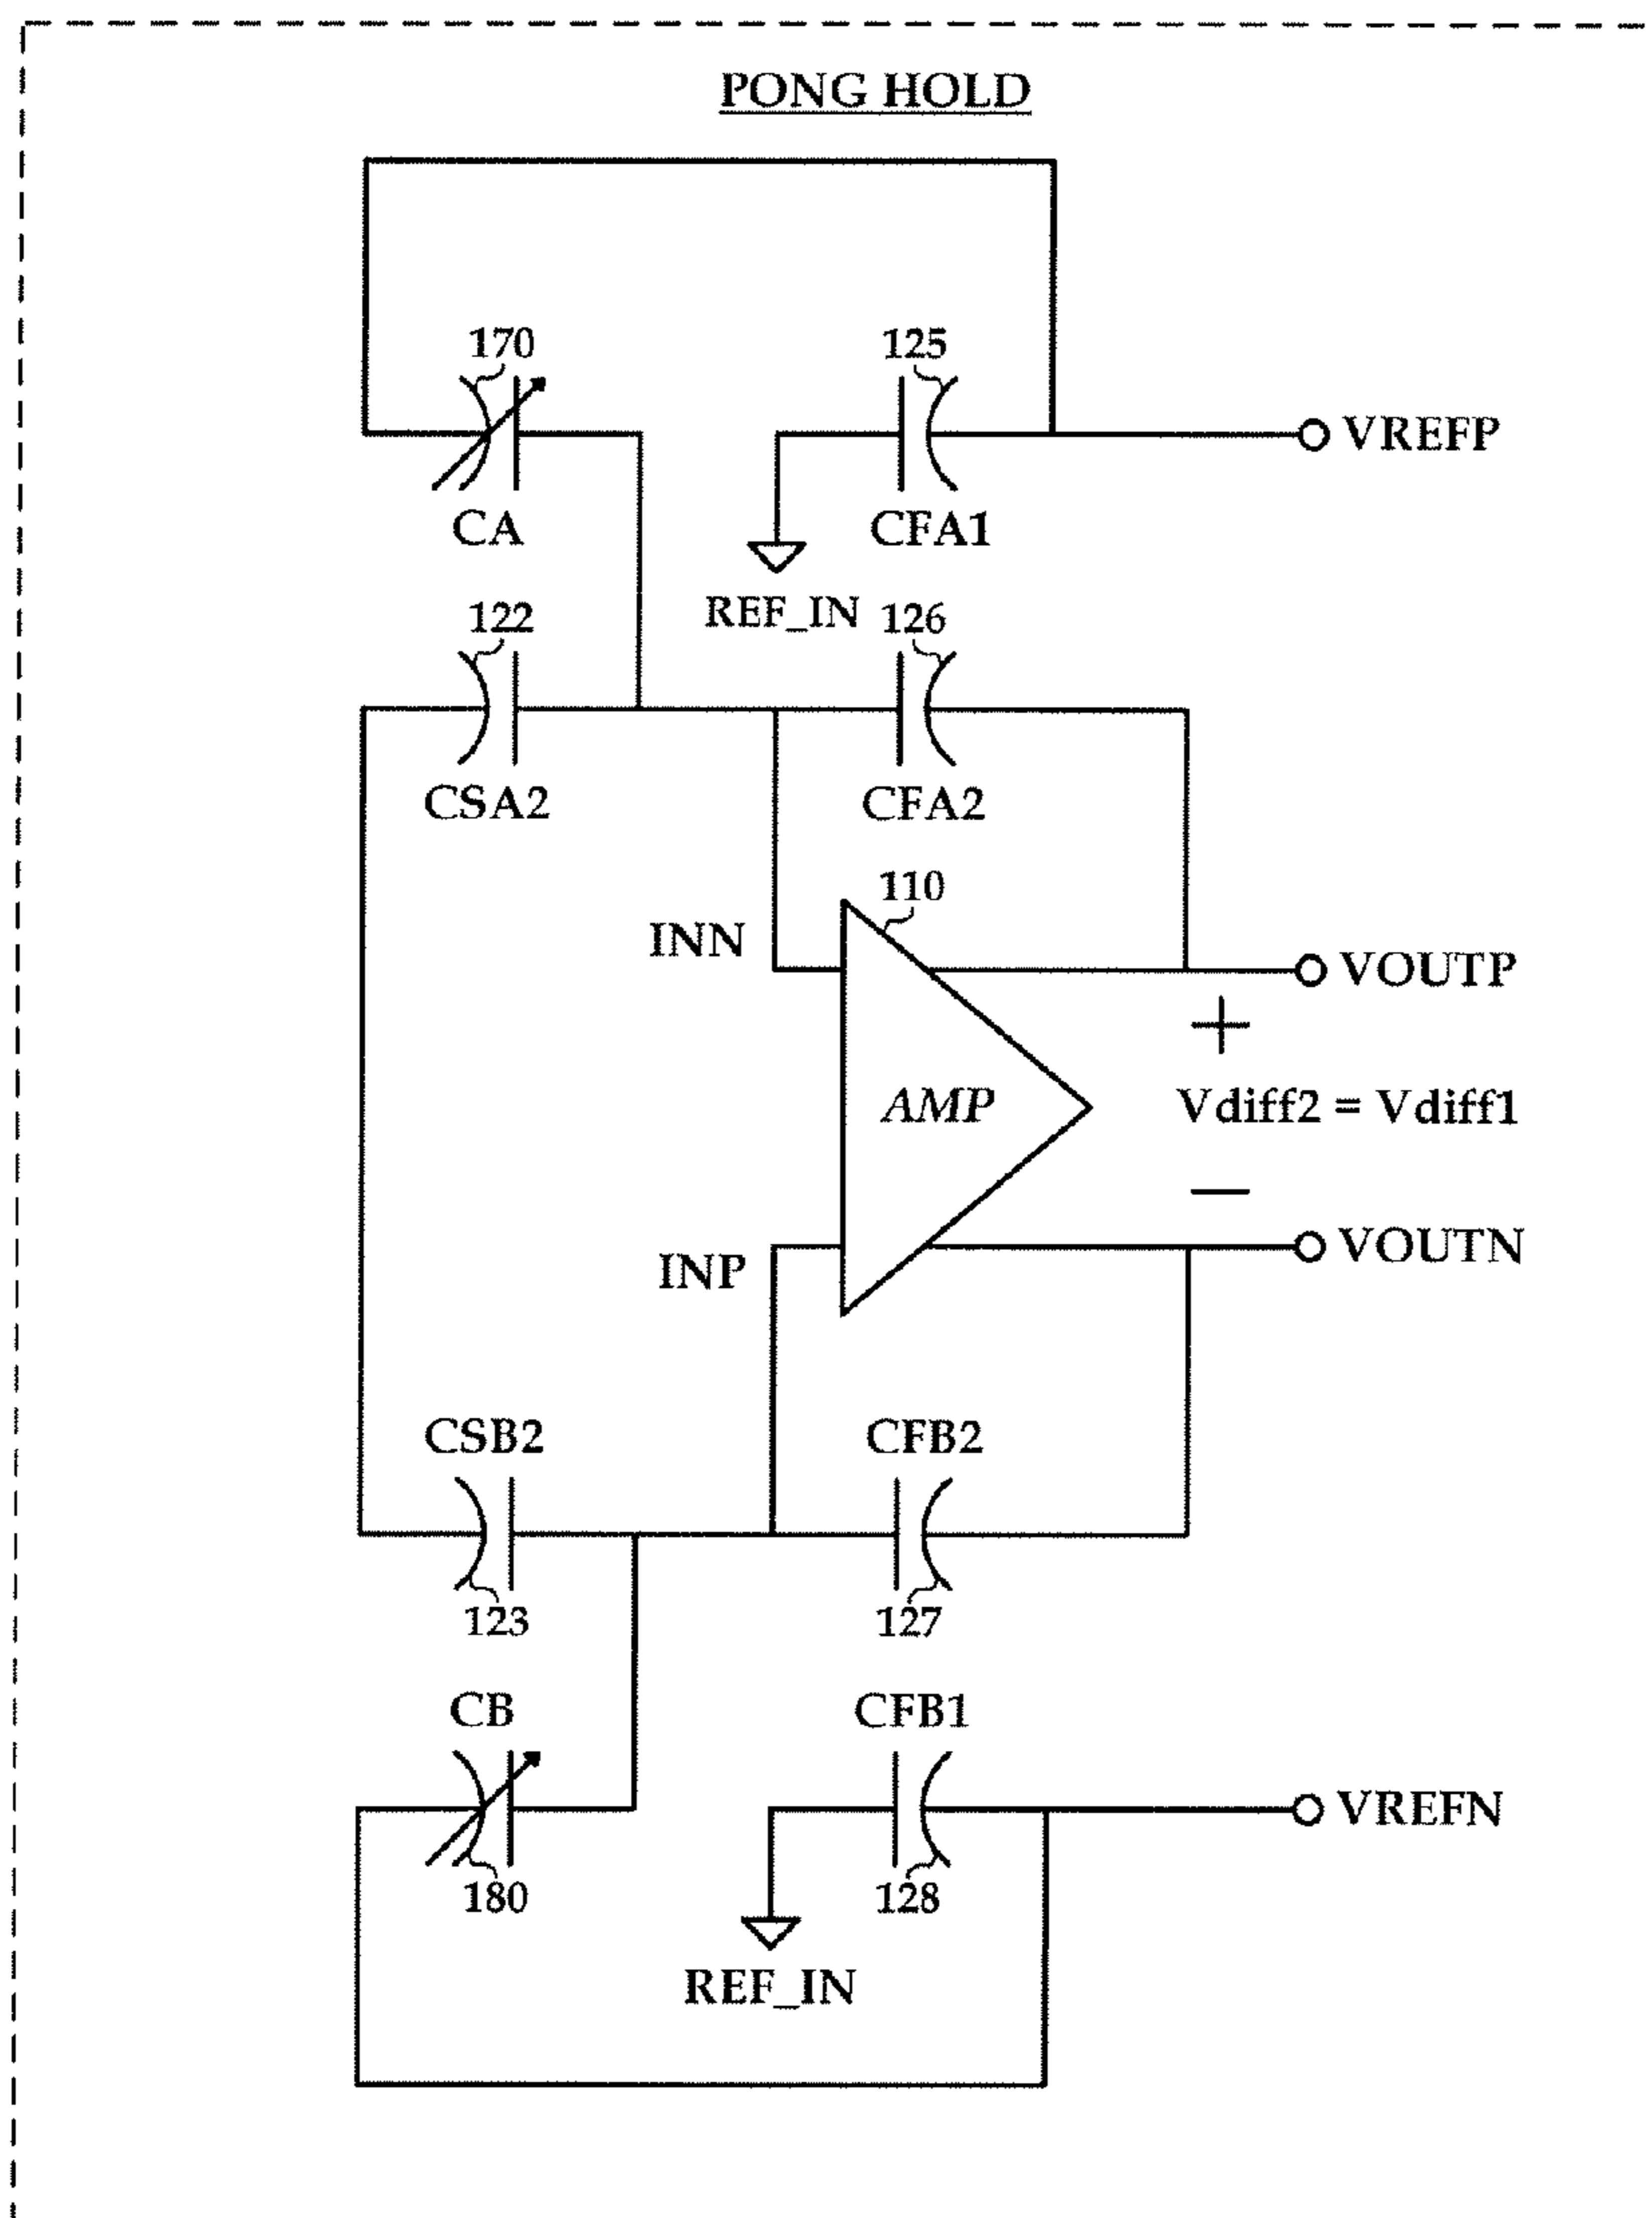 PONG HOLD
170
125
VREFP
CA
CFA1
REF_IN
122
126
CSA2
CFA2
110
INN
VOUTP
+
AMP
Vdiff2 = Vdiff1
—
INP
VOUTN
CSB2
CFB2
123
127
CB
CFB1
VREFN
180
128
REF_IN